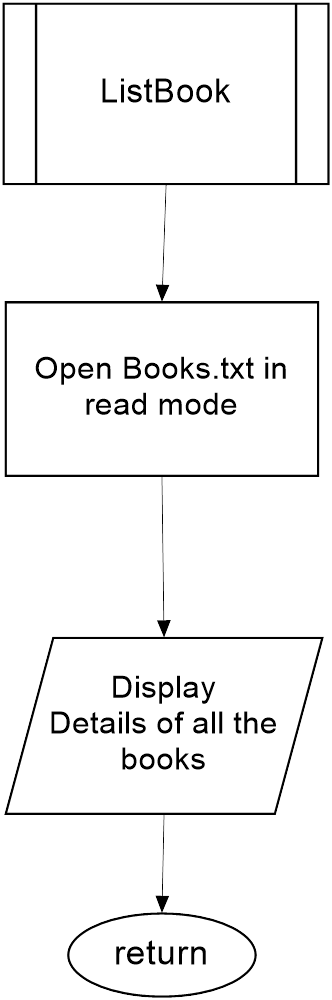 ListBook
Open Books.txt in
read mode
Display
Details of all the
books
return